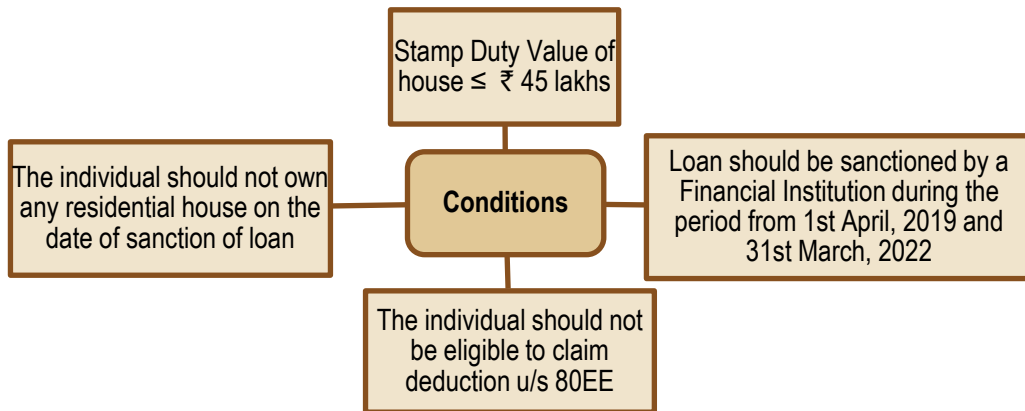 Stamp Duty Value of
house ≤ ₹ 45 lakhs
The individual should not own
any residential house on the
date of sanction of loan
Conditions
Loan should be sanctioned by a
Financial Institution during the
period from 1st April, 2019 and
31st March, 2022
The individual should not
be eligible to claim
deduction u/s 80EE